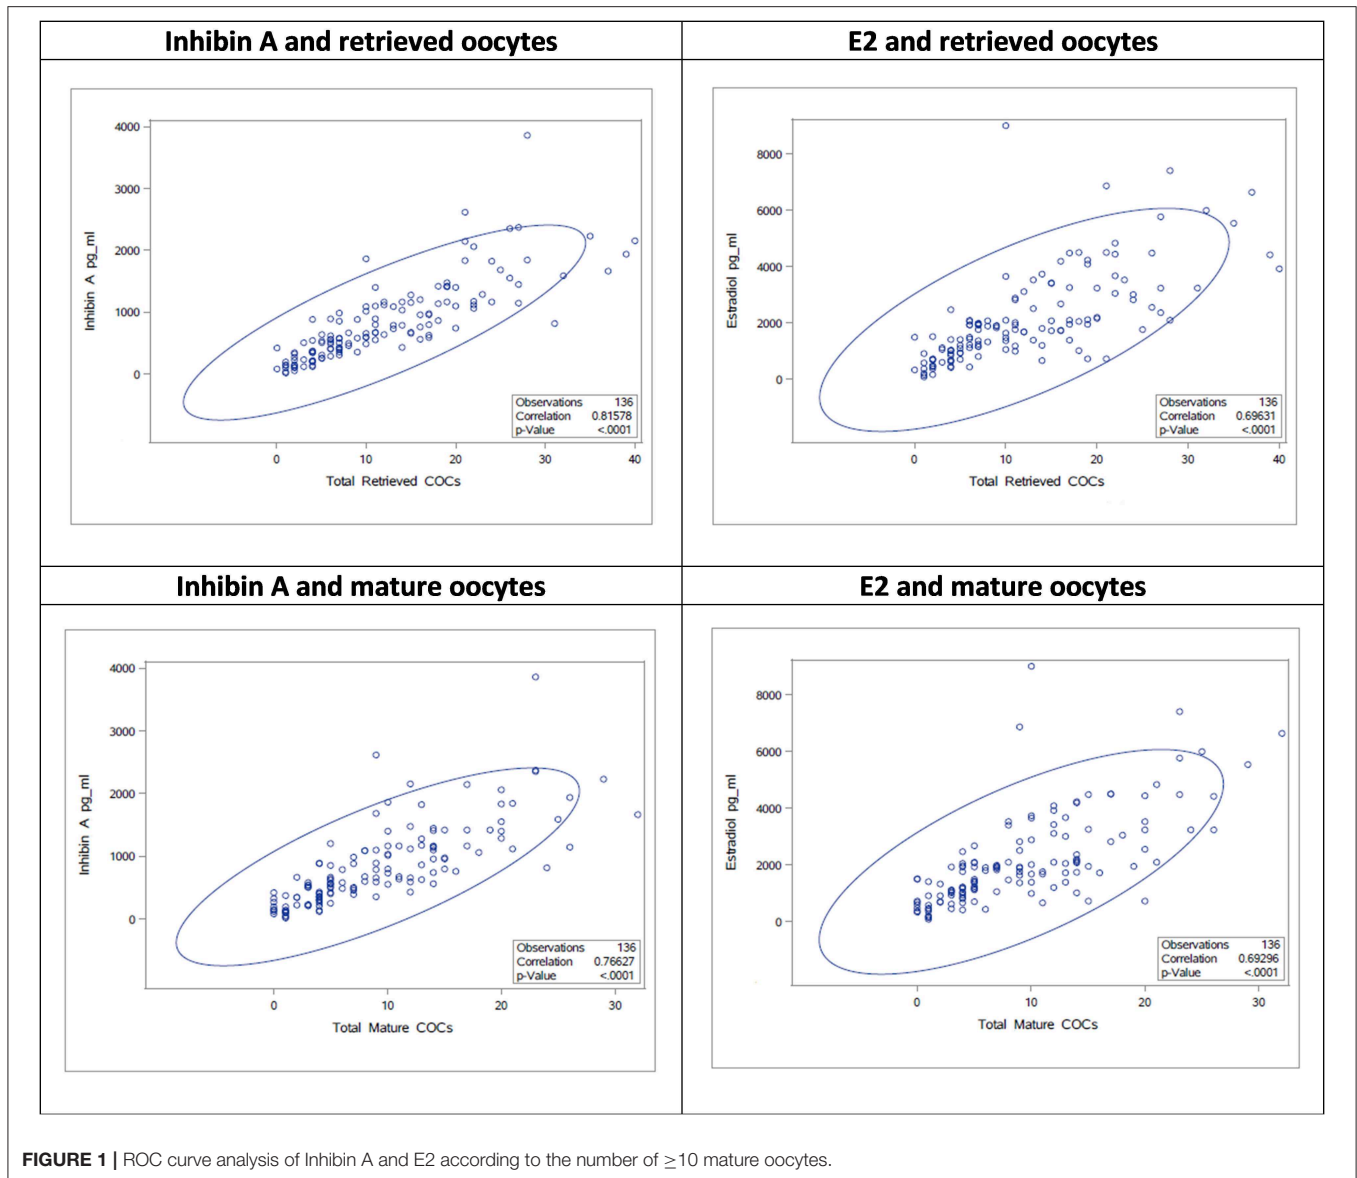 Inhibin A and retrieved oocytes
E2 and retrieved oocytes
Inhibin A pg_ml
4000
3000
2000
1000
0
Observations 136
Correlation 0.81578
p-Value <.0001
0 10 20 30 40
Total Retrieved COCs
Estradiol pg_ml
8000
6000
4000
2000
0
Observations 136
Correlation 0.69631
p-Value <.0001
0 10 20 30 40
Total Retrieved COCs
Inhibin A and mature oocytes
E2 and mature oocytes
Inhibin A pg_ml
4000
3000
2000
1000
0
Observations 136
Correlation 0.76627
p-Value <.0001
0 10 20 30
Total Mature COCs
Estradiol pg_ml
8000
6000
4000
2000
0
Observations 136
Correlation 0.69296
p-Value <.0001
0 10 20 30
Total Mature COCs
FIGURE 1 | ROC curve analysis of Inhibin A and E2 according to the number of ≥10 mature oocytes.